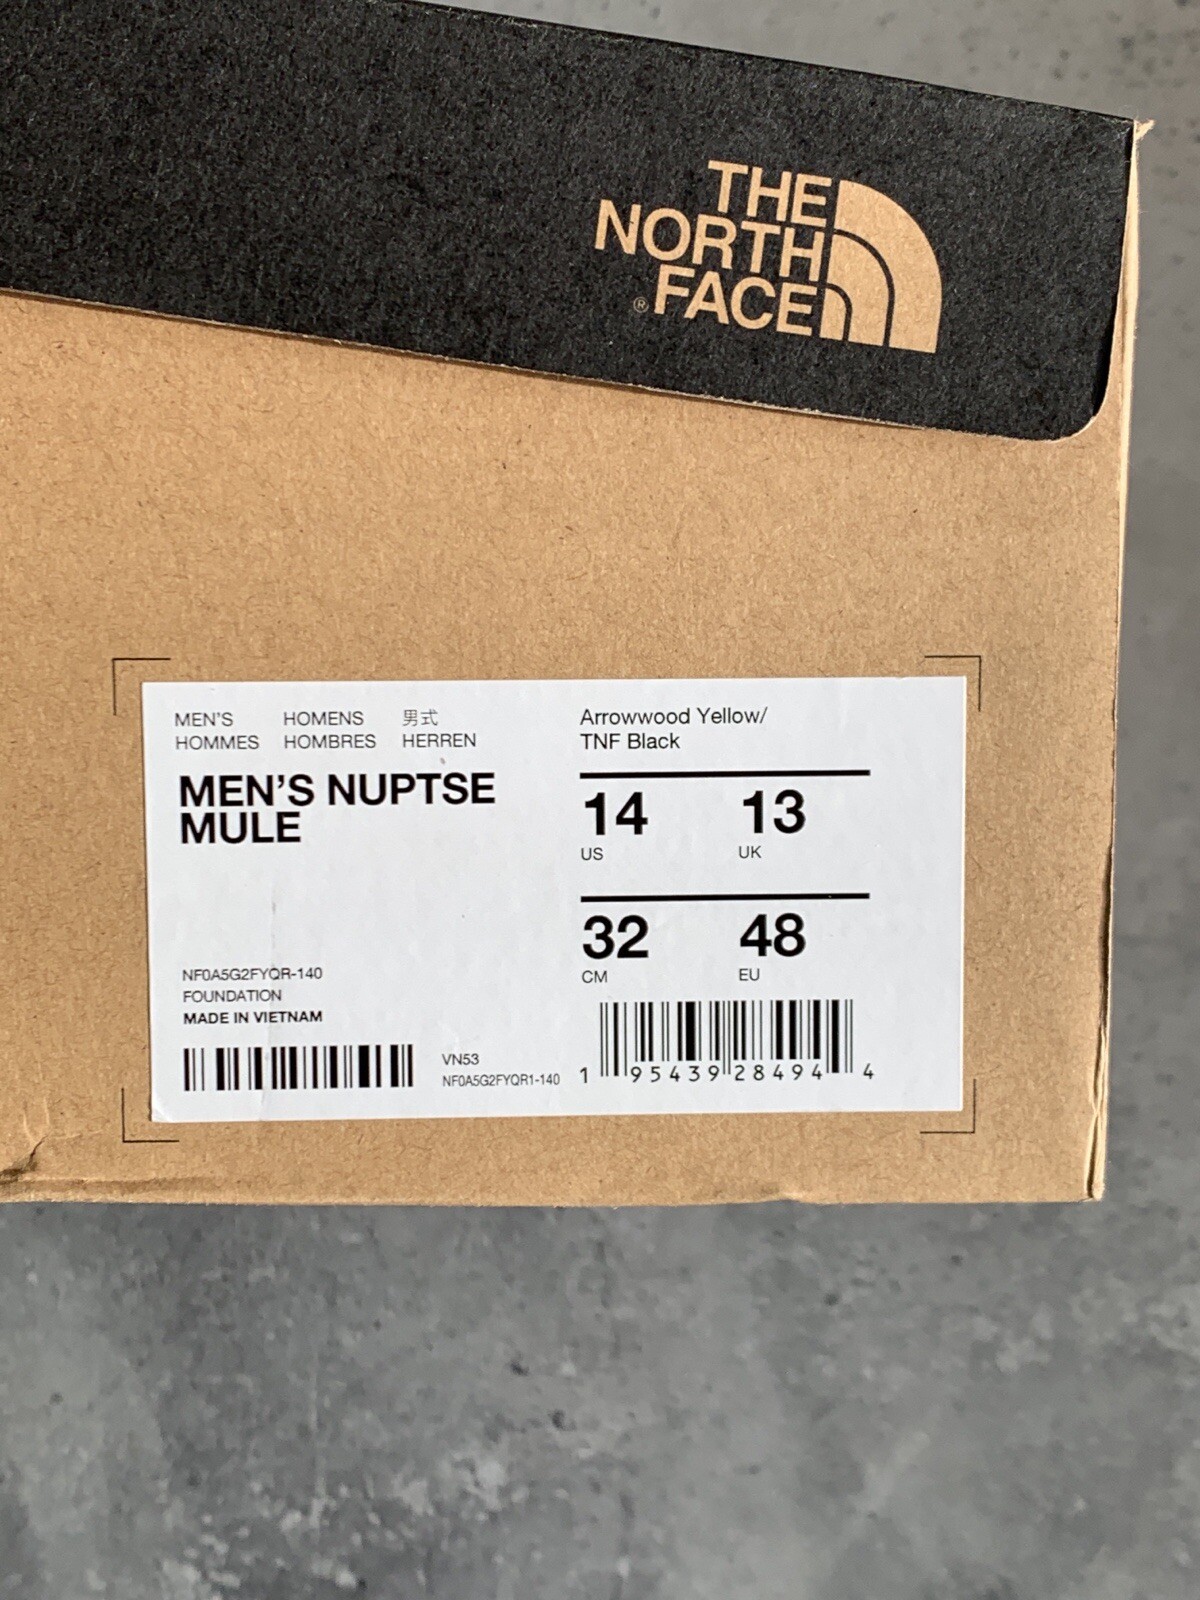 THE
NORTH
FACE
®
MEN'S HOMENS 男式
HOMMES HOMBRES HERREN
MEN'S NUPTSE
MULE
NF0A5G2FYQR-140
FOUNDATION
MADE IN VIETNAM
VN53
NF0A5G2FYQR1-140
Arrowwood Yellow/
TNF Black
14 13
US UK
32 48
CM EU
1 95439 28494 4